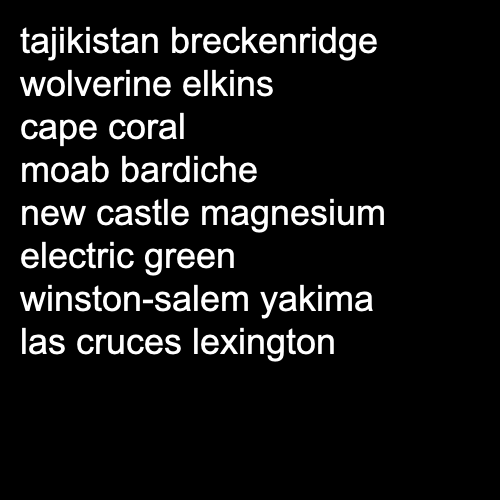 tajikistan breckenridge
wolverine elkins
cape coral
moab bardiche
new castle magnesium
electric green
winston-salem yakima
las cruces lexington